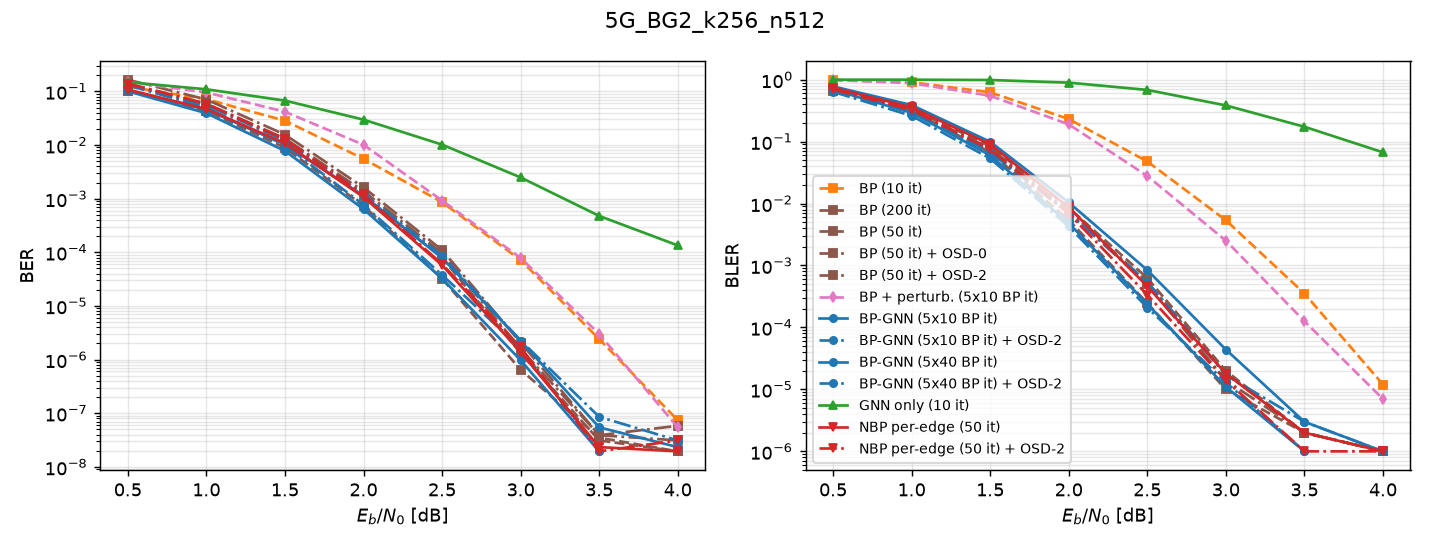 5G_BG2_k256_n512
BER
10⁻¹
10⁻²
10⁻³
10⁻⁴
10⁻⁵
10⁻⁶
10⁻⁷
10⁻⁸
0.5 1.0 1.5 2.0 2.5 3.0 3.5 4.0
E_b/N_0 [dB]
BLER
10⁰
10⁻¹
10⁻²
10⁻³
10⁻⁴
10⁻⁵
10⁻⁶
BP (10 it)
BP (200 it)
BP (50 it)
BP (50 it) + OSD-0
BP (50 it) + OSD-2
BP + perturb. (5x10 BP it)
BP-GNN (5x10 BP it)
BP-GNN (5x10 BP it) + OSD-2
BP-GNN (5x40 BP it)
BP-GNN (5x40 BP it) + OSD-2
GNN only (10 it)
NBP per-edge (50 it)
NBP per-edge (50 it) + OSD-2
0.5 1.0 1.5 2.0 2.5 3.0 3.5 4.0
E_b/N_0 [dB]